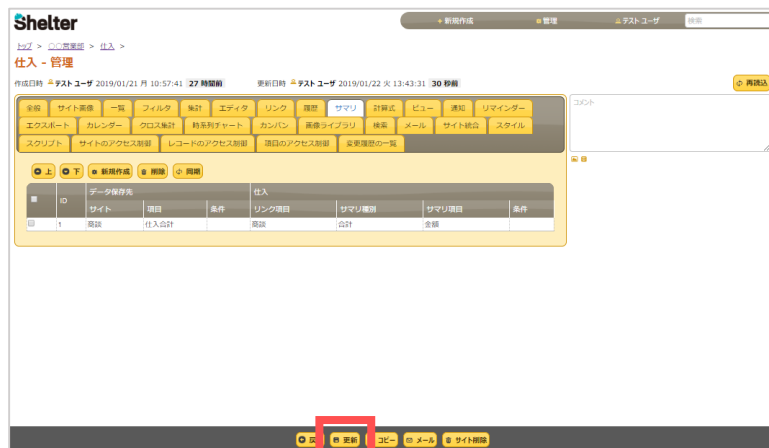 Shelter
+ 新規作成 管理 テスト ユーザ 検索
トップ > 〇〇営業部 > 仕入 >
仕入 - 管理
作成日時 テスト ユーザ 2019/01/21 月 10:57:41 27 時間前 更新日時 テスト ユーザ 2019/01/22 火 13:43:31 30 秒前 再読込
全般 サイト画像 一覧 フィルタ 集計 エディタ リンク 履歴 サマリ 計算式 ビュー 通知 リマインダー
エクスポート カレンダー クロス集計 時系列チャート カンバン 画像ライブラリ 検索 メール サイト統合 スタイル
スクリプト サイトのアクセス制御 レコードのアクセス制御 項目のアクセス制御 変更履歴の一覧
コメント
上 下 新規作成 削除 同期
データ保存先 仕入
ID サイト 項目 条件 リンク項目 サマリ種別 サマリ項目 条件
1 商談 仕入合計 商談 合計 金額
更新 コピー メール サイト削除